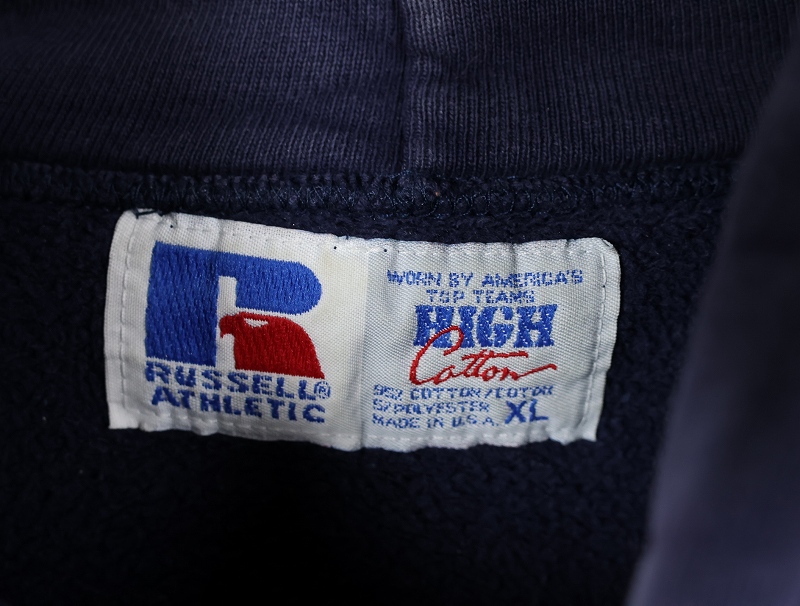 RUSSELL®
ATHLETIC
WORN BY AMERICA'S
TOP TEAMS
HIGH
Cotton
95/ COTTON/COTON
5/POLYESTER XL
MADE IN U.S.A.